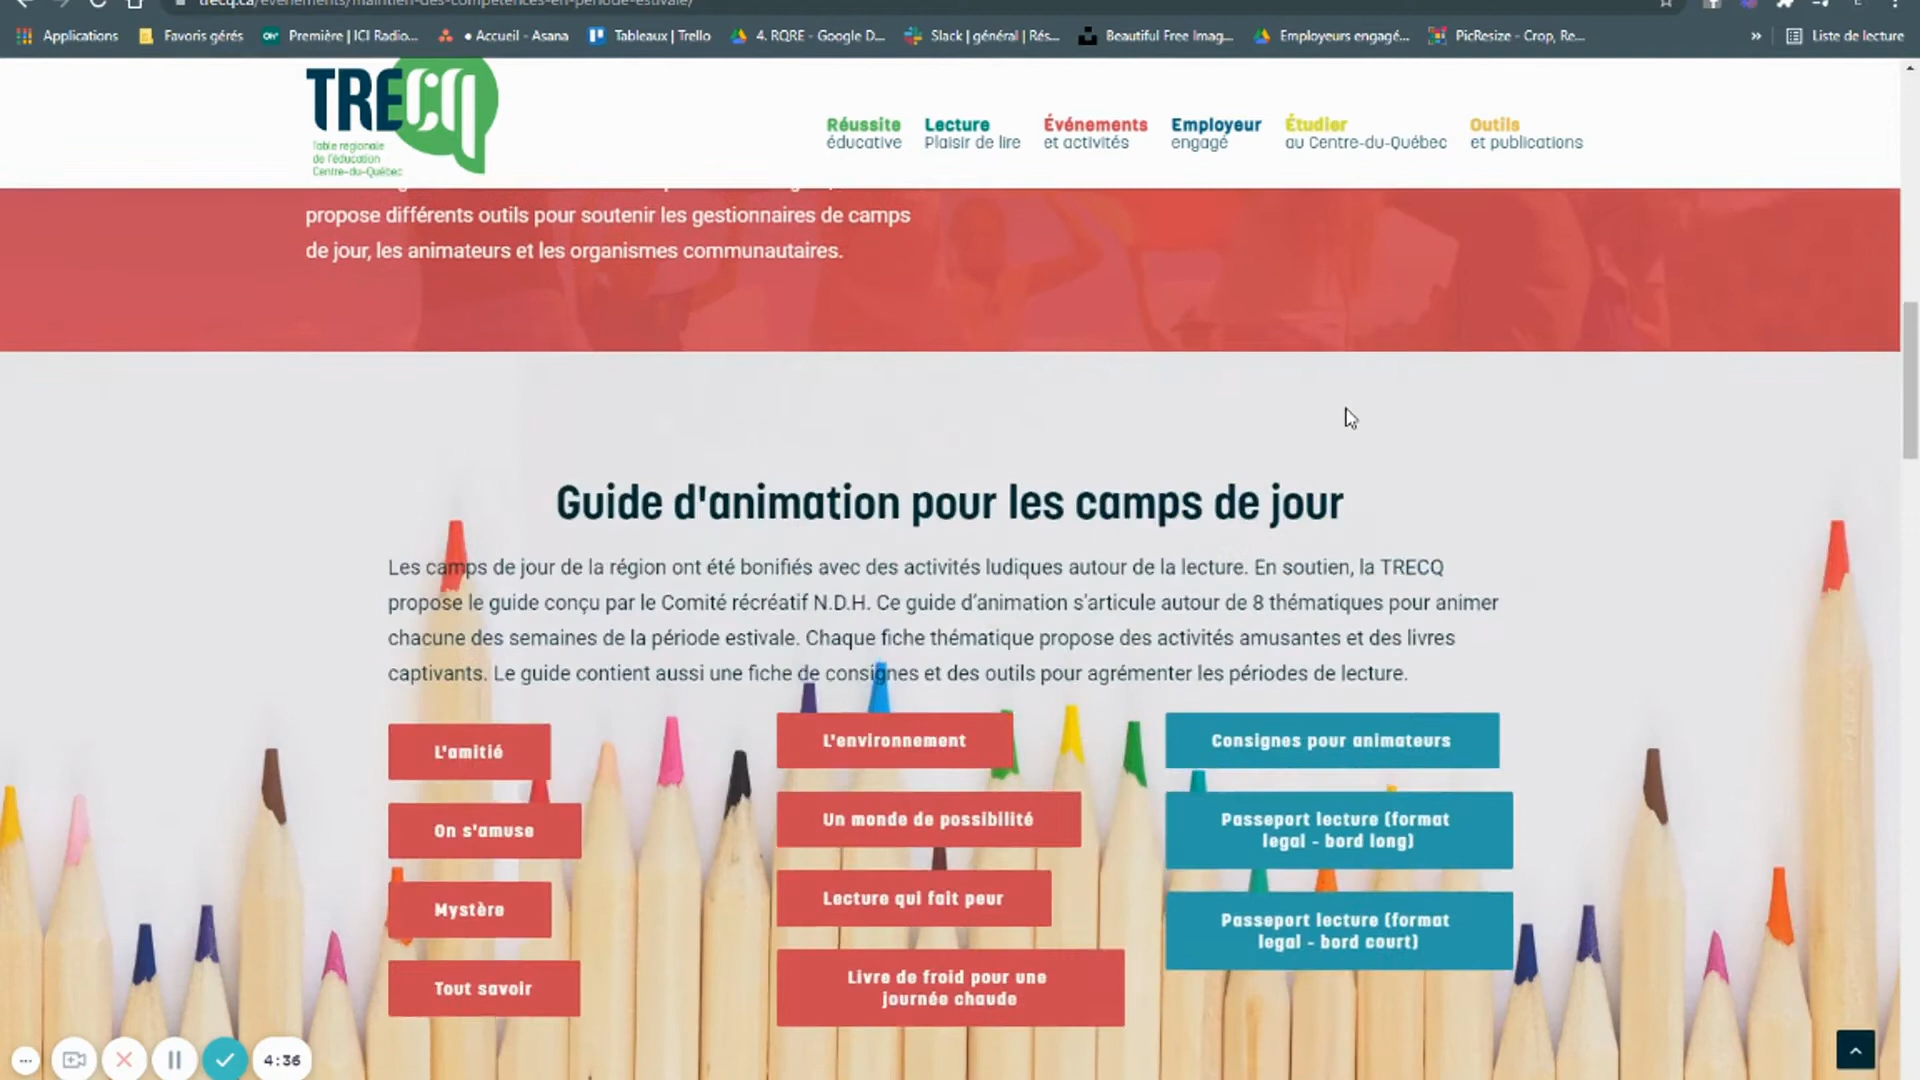 trecq.ca/evenements/maintien-des-competences-en-periode-estivale/
Applications Favoris gérés Première | ICI Radio... • Accueil - Asana Tableaux | Trello 4. RQRE - Google D... Slack | général | Rés... Beautiful Free Imag... Employeurs engagé... PicResize - Crop, Re... » Liste de lecture
TRECQ
Table régionale
de l'éducation
Centre-du-Québec
Réussite
éducative
Lecture
Plaisir de lire
Événements
et activités
Employeur
engagé
Étudier
au Centre-du-Québec
Outils
et publications
propose différents outils pour soutenir les gestionnaires de camps
de jour, les animateurs et les organismes communautaires.
Guide d'animation pour les camps de jour
Les camps de jour de la région ont été bonifiés avec des activités ludiques autour de la lecture. En soutien, la TRECQ
propose le guide conçu par le Comité récréatif N.D.H. Ce guide d'animation s'articule autour de 8 thématiques pour animer
chacune des semaines de la période estivale. Chaque fiche thématique propose des activités amusantes et des livres
captivants. Le guide contient aussi une fiche de consignes et des outils pour agrémenter les périodes de lecture.
L'amitié
On s'amuse
Mystère
Tout savoir
L'environnement
Un monde de possibilité
Lecture qui fait peur
Livre de froid pour une
journée chaude
Consignes pour animateurs
Passeport lecture (format
legal - bord long)
Passeport lecture (format
legal - bord court)
4:36